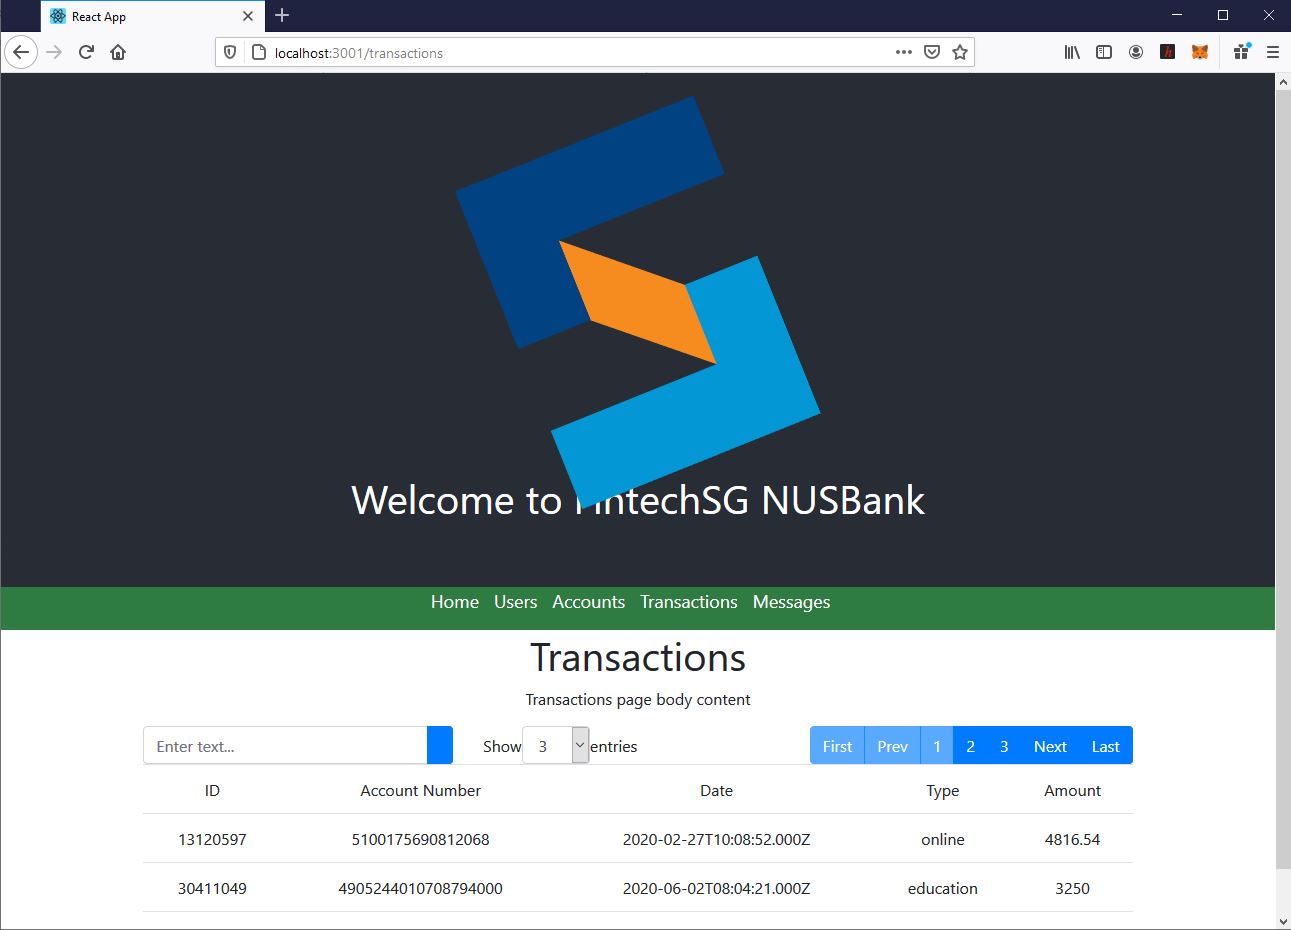 React App
localhost:3001/transactions
Welcome to FintechSG NUSBank
Home Users Accounts Transactions Messages
Transactions
Transactions page body content
Enter text... Show 3 entries First Prev 1 2 3 Next Last
ID Account Number Date Type Amount
13120597 5100175690812068 2020-02-27T10:08:52.000Z online 4816.54
30411049 4905244010708794000 2020-06-02T08:04:21.000Z education 3250